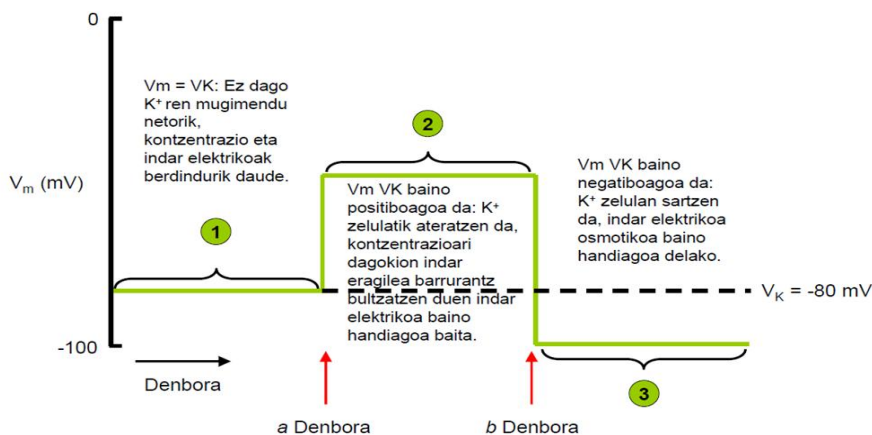 0
Vm = VK: Ez dago
K+ ren mugimendu
netorik,
kontzentrazio eta
indar elektrikoak
berdindurik daude.
2
Vm (mV)
Vm VK baino
positiboagoa da: K+
zelulatik ateratzen da,
kontzentrazioari
dagokion indar
eragilea barrurantz
bultzatzen duen indar
elektrikoa baino
handiagoa baita.
Vm VK baino
negatiboagoa da:
K+ zelulan sartzen
da, indar elektrikoa
osmotikoa baino
handiagoa delako.
1
VK = -80 mV
-100
Denbora
3
a Denbora
b Denbora